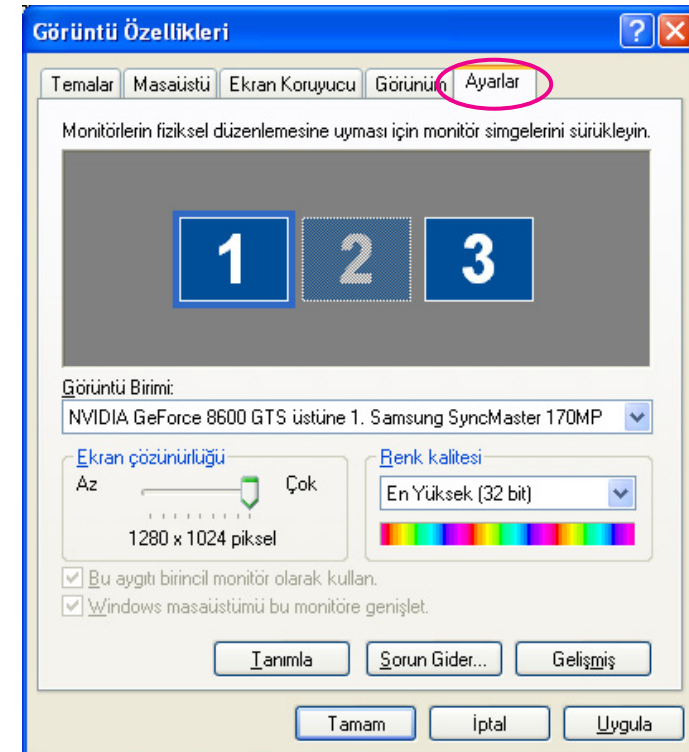 Görüntü Özellikleri
Temalar Masaüstü Ekran Koruyucu Görünüm Ayarlar
Monitörlerin fiziksel düzenlemesine uyması için monitör simgelerini sürükleyin.
1 2 3
Görüntü Birimi:
NVIDIA GeForce 8600 GTS üstüne 1. Samsung SyncMaster 170MP
Ekran çözünürlüğü
Az Çok
1280 x 1024 piksel
Renk kalitesi
En Yüksek (32 bit)
Bu aygıtı birincil monitör olarak kullan.
Windows masaüstümü bu monitöre genişlet.
Tanımla Sorun Gider... Gelişmiş
Tamam İptal Uygula